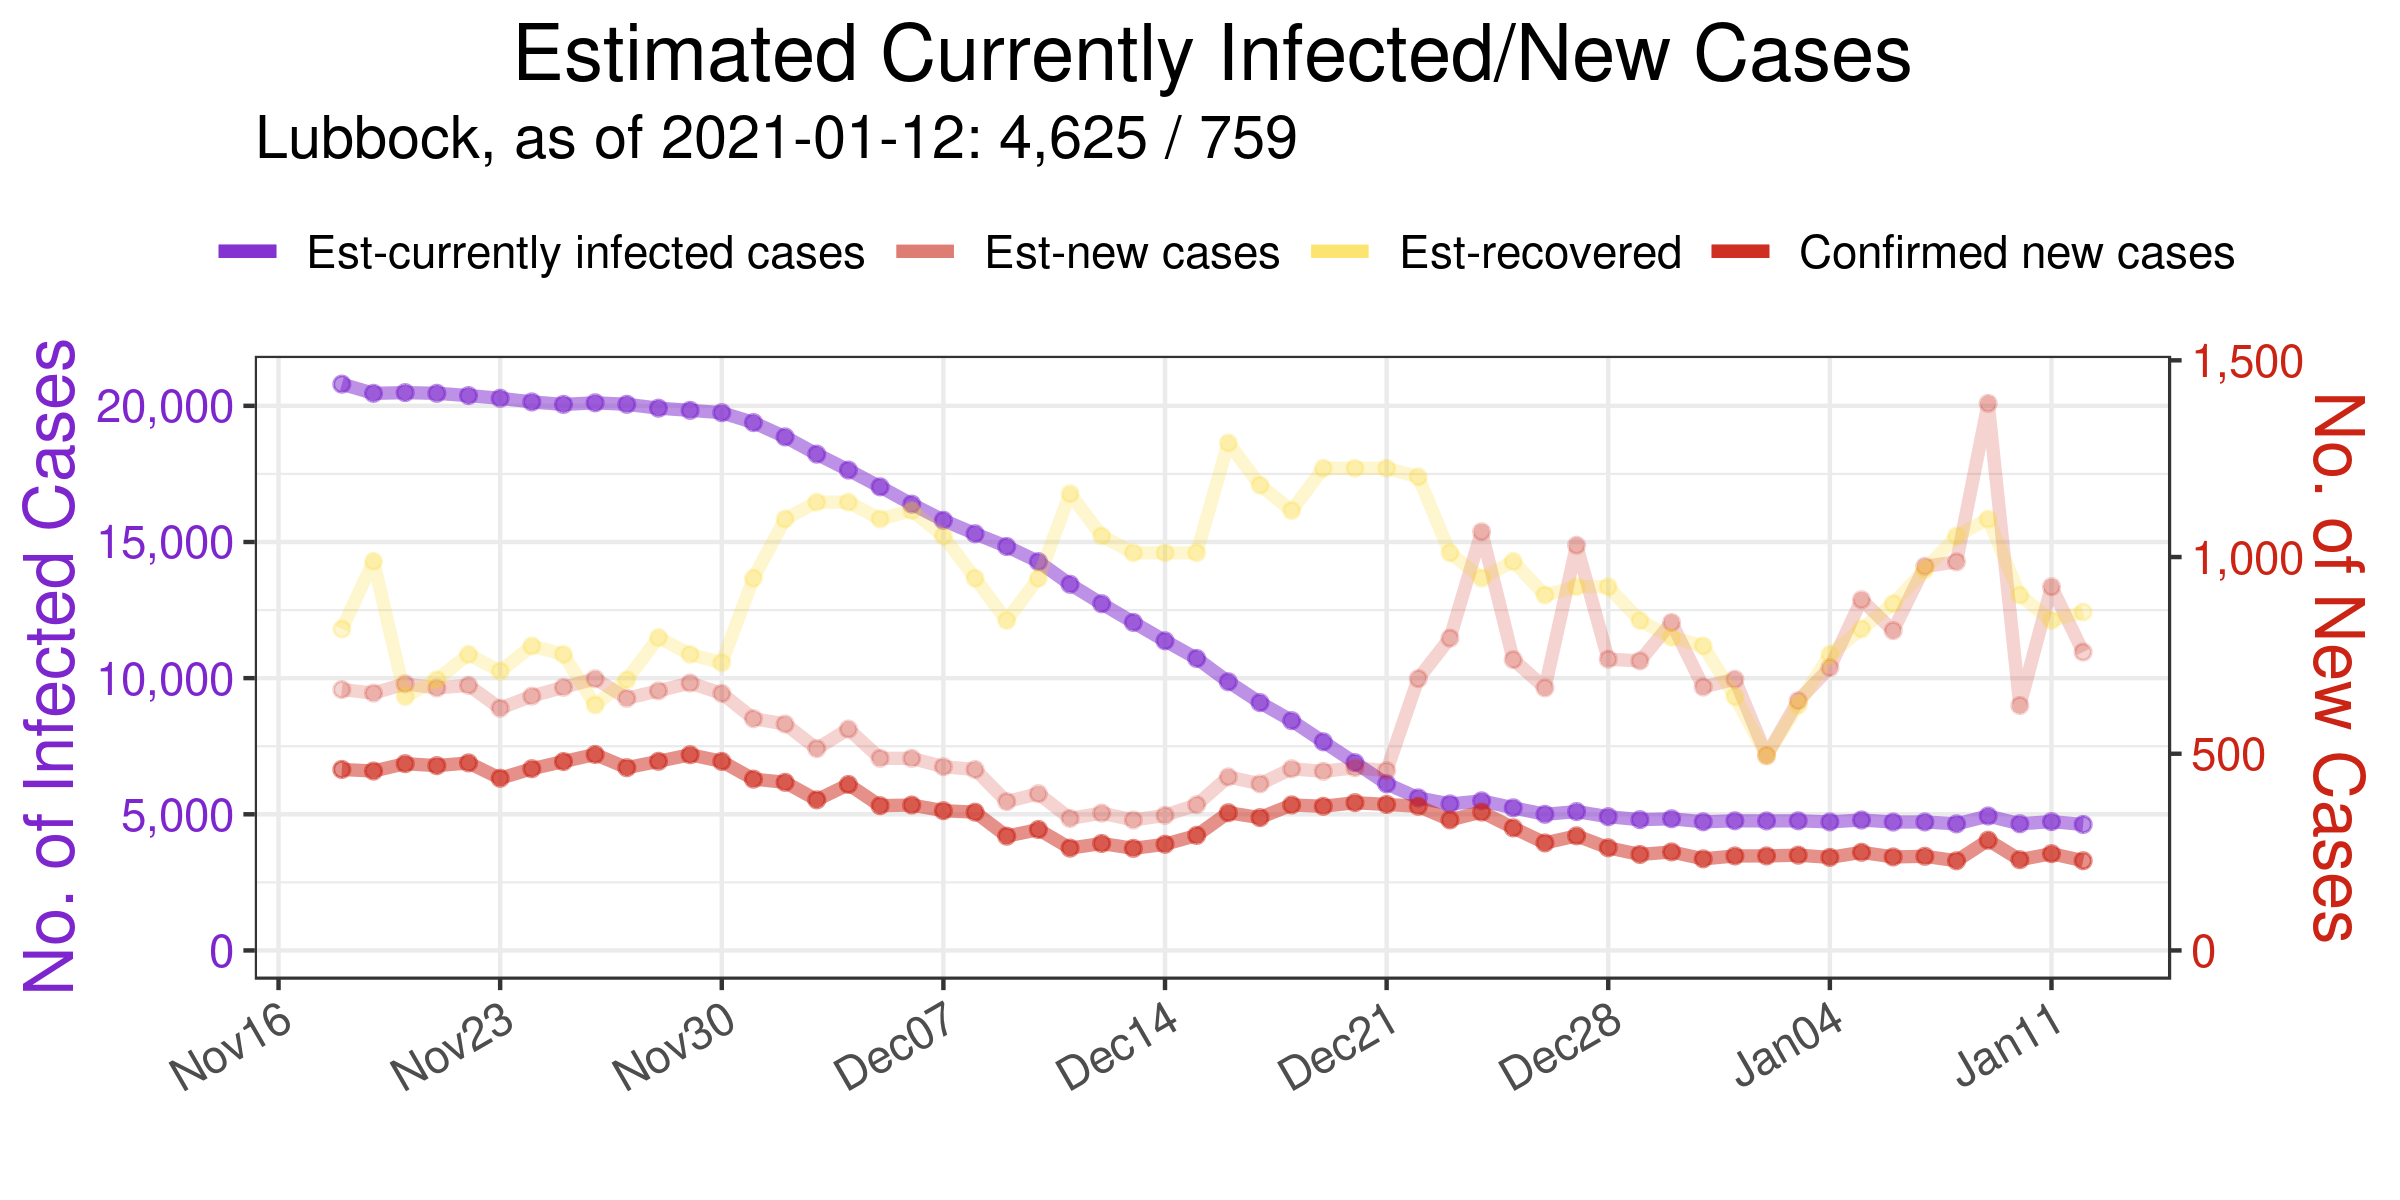 Estimated Currently Infected/New Cases
Lubbock, as of 2021-01-12: 4,625 / 759
Est-currently infected cases Est-new cases Est-recovered Confirmed new cases
No. of Infected Cases
20,000
15,000
10,000
5,000
0
1,500
1,000
500
0
No. of New Cases
Nov16 Nov23 Nov30 Dec07 Dec14 Dec21 Dec28 Jan04 Jan11